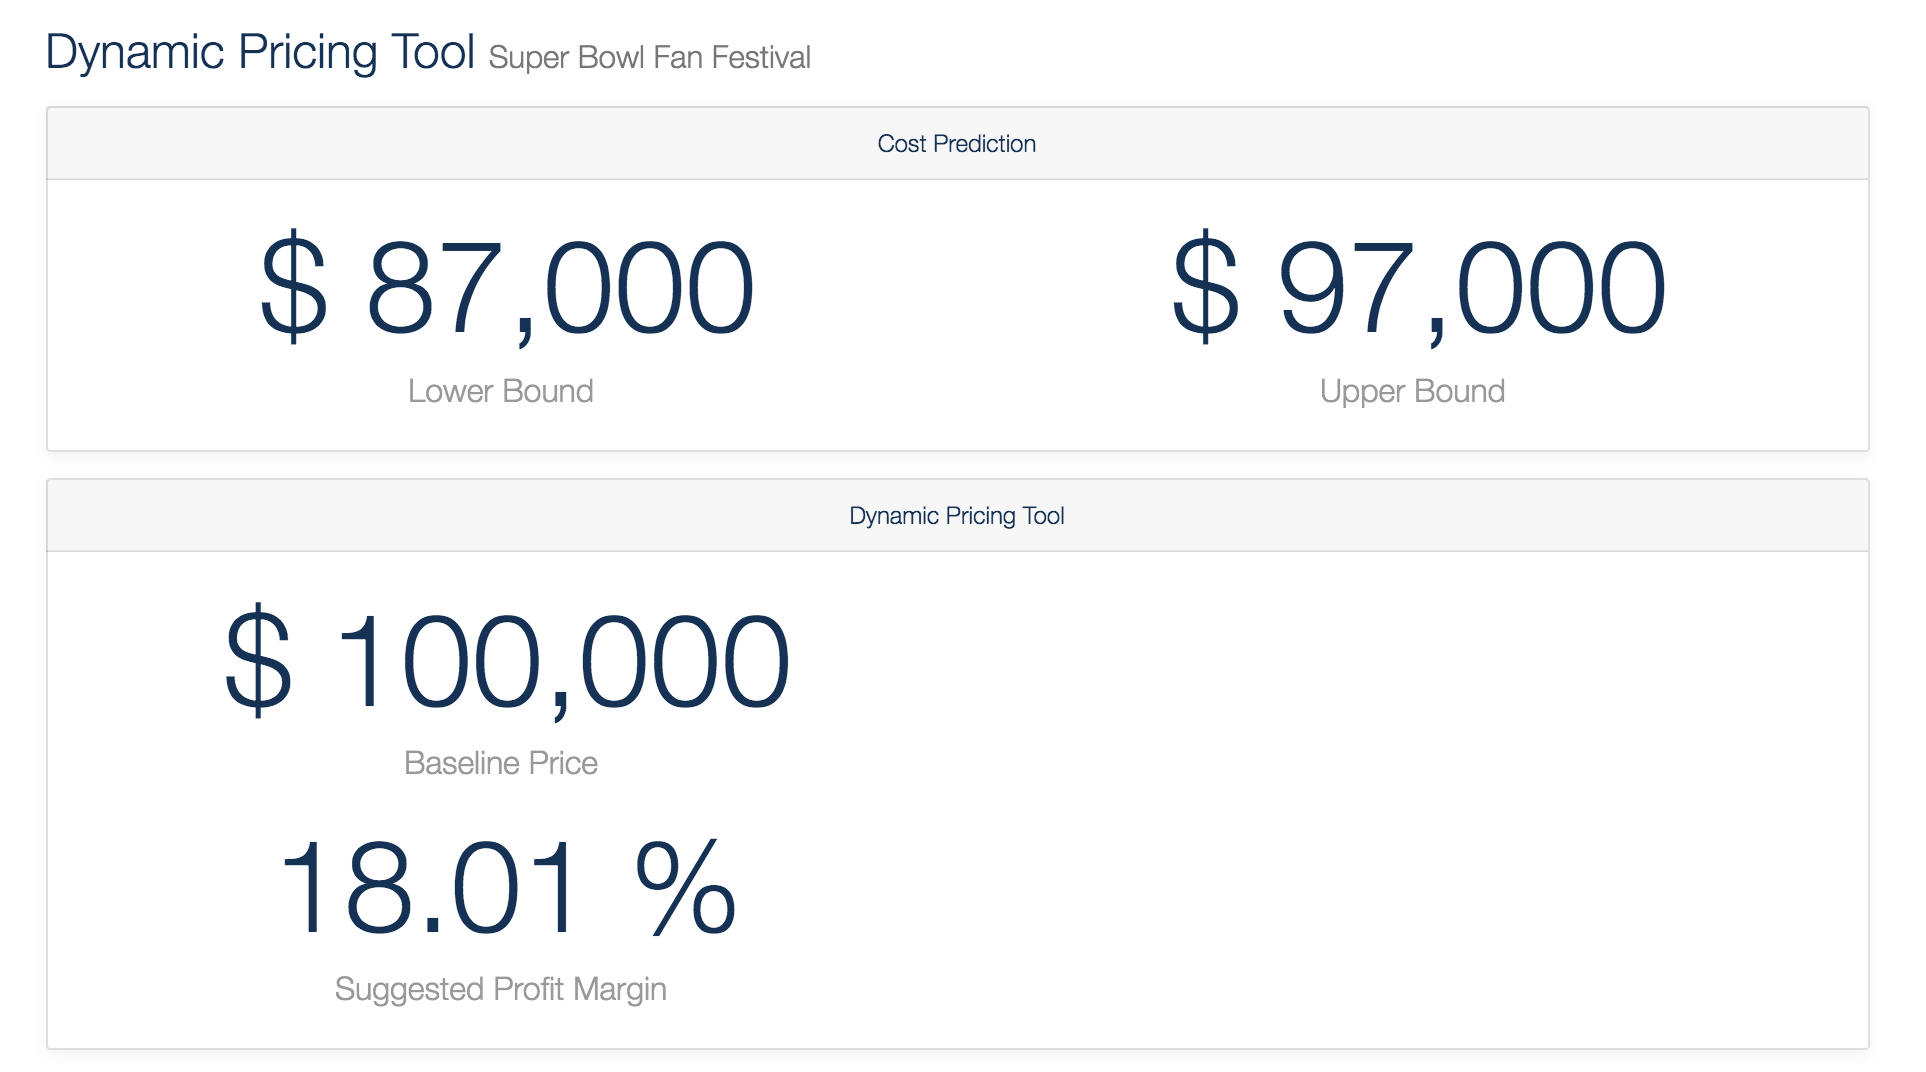 Dynamic Pricing Tool Super Bowl Fan Festival
Cost Prediction
$ 87,000
Lower Bound
$ 97,000
Upper Bound
Dynamic Pricing Tool
$ 100,000
Baseline Price
18.01 %
Suggested Profit Margin